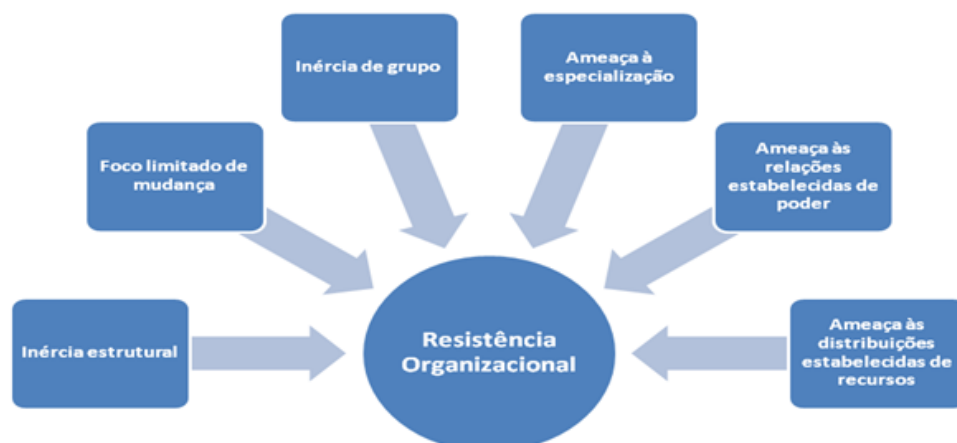 Inércia estrutural
Foco limitado de
mudança
Inércia de grupo
Ameaça à
especialização
Ameaça às
relações
estabelecidas de
poder
Ameaça às
distribuições
estabelecidas de
recursos
Resistência
Organizacional